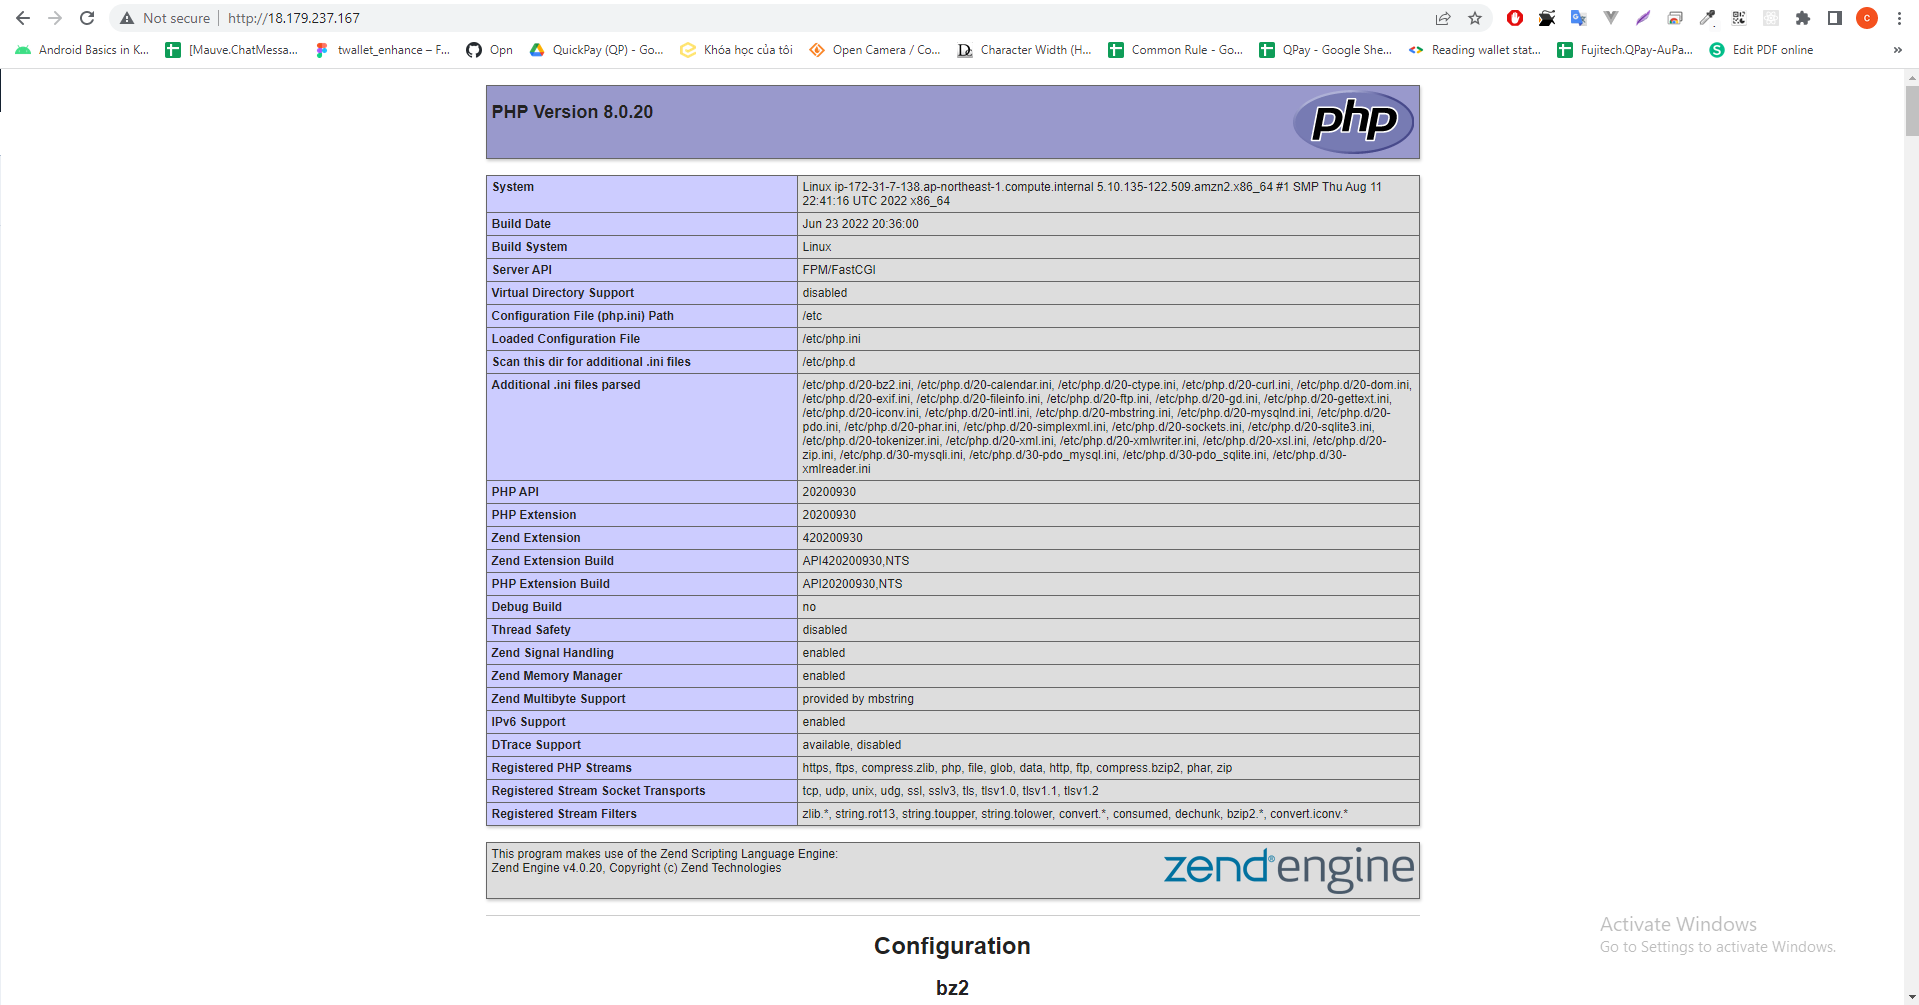 Not secure | http://18.179.237.167
C
Android Basics in K...
[Mauve.ChatMessa...
twallet_enhance – F...
Opn
QuickPay (QP) - Go...
Khóa học của tôi
Open Camera / Co...
Character Width (H...
Common Rule - Go...
QPay - Google She...
Reading wallet stat...
Fujitech.QPay-AuPa...
Edit PDF online
»
PHP Version 8.0.20
php
System
Linux ip-172-31-7-138.ap-northeast-1.compute.internal 5.10.135-122.509.amzn2.x86_64 #1 SMP Thu Aug 11
22:41:16 UTC 2022 x86_64
Build Date
Jun 23 2022 20:36:00
Build System
Linux
Server API
FPM/FastCGI
Virtual Directory Support
disabled
Configuration File (php.ini) Path
/etc
Loaded Configuration File
/etc/php.ini
Scan this dir for additional .ini files
/etc/php.d
Additional .ini files parsed
/etc/php.d/20-bz2.ini, /etc/php.d/20-calendar.ini, /etc/php.d/20-ctype.ini, /etc/php.d/20-curl.ini, /etc/php.d/20-dom.ini,
/etc/php.d/20-exif.ini, /etc/php.d/20-fileinfo.ini, /etc/php.d/20-ftp.ini, /etc/php.d/20-gd.ini, /etc/php.d/20-gettext.ini,
/etc/php.d/20-iconv.ini, /etc/php.d/20-intl.ini, /etc/php.d/20-mbstring.ini, /etc/php.d/20-mysqlnd.ini, /etc/php.d/20-
pdo.ini, /etc/php.d/20-phar.ini, /etc/php.d/20-simplexml.ini, /etc/php.d/20-sockets.ini, /etc/php.d/20-sqlite3.ini,
/etc/php.d/20-tokenizer.ini, /etc/php.d/20-xml.ini, /etc/php.d/20-xmlwriter.ini, /etc/php.d/20-xsl.ini, /etc/php.d/20-
zip.ini, /etc/php.d/30-mysqli.ini, /etc/php.d/30-pdo_mysql.ini, /etc/php.d/30-pdo_sqlite.ini, /etc/php.d/30-
xmlreader.ini
PHP API
20200930
PHP Extension
20200930
Zend Extension
420200930
Zend Extension Build
API420200930,NTS
PHP Extension Build
API20200930,NTS
Debug Build
no
Thread Safety
disabled
Zend Signal Handling
enabled
Zend Memory Manager
enabled
Zend Multibyte Support
provided by mbstring
IPv6 Support
enabled
DTrace Support
available, disabled
Registered PHP Streams
https, ftps, compress.zlib, php, file, glob, data, http, ftp, compress.bzip2, phar, zip
Registered Stream Socket Transports
tcp, udp, unix, udg, ssl, sslv3, tls, tlsv1.0, tlsv1.1, tlsv1.2
Registered Stream Filters
zlib.*, string.rot13, string.toupper, string.tolower, convert.*, consumed, dechunk, bzip2.*, convert.iconv.*
This program makes use of the Zend Scripting Language Engine:
Zend Engine v4.0.20, Copyright (c) Zend Technologies
zend® engine
Configuration
bz2
Activate Windows
Go to Settings to activate Windows.